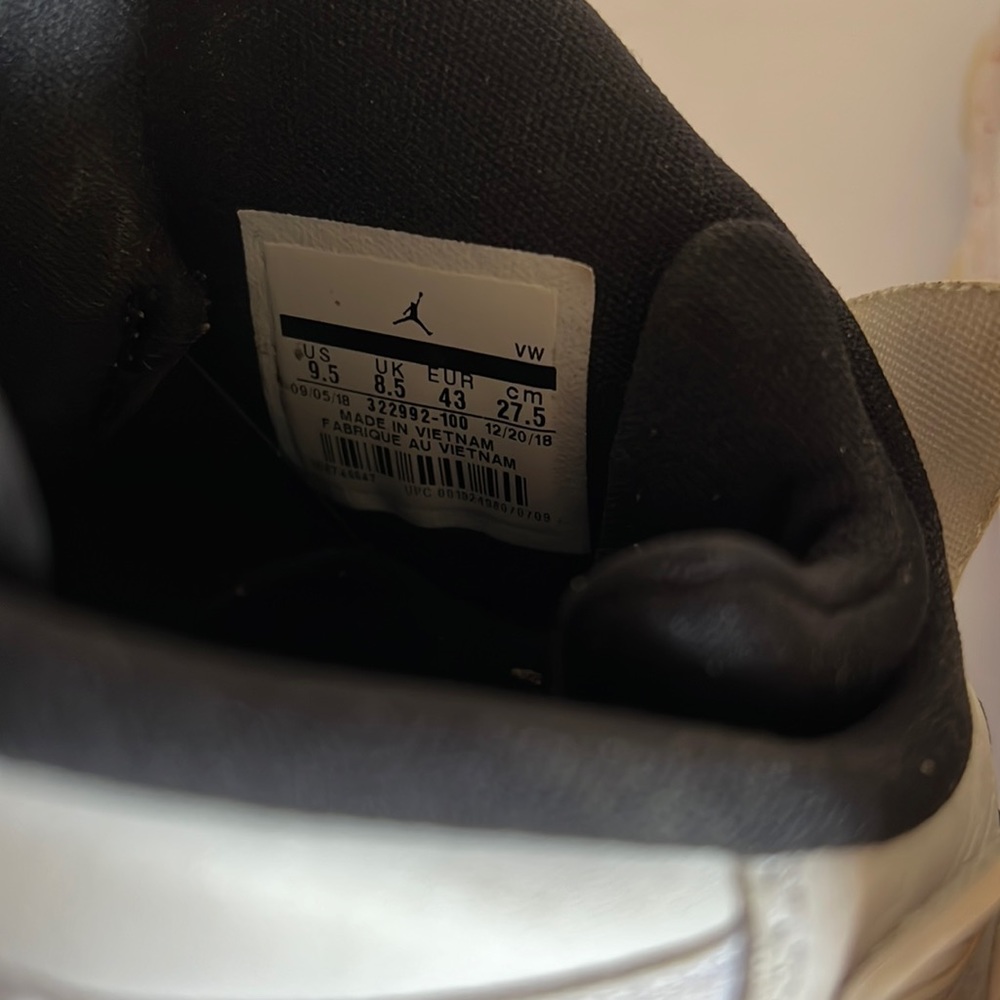 VW
US UK EUR cm
9.5 8.5 43 27.5
09/05/18 322992-100 12/20/18
MADE IN VIETNAM
FABRIQUE AU VIETNAM
UPC